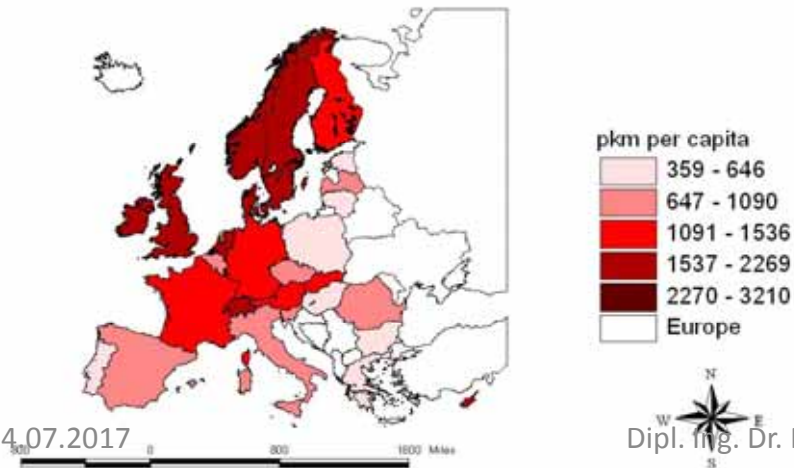 pkm per capita
359 - 646
647 - 1090
1091 - 1536
1537 - 2269
2270 - 3210
Europe
N
W E
S
4.07.2017
0 800 1600 Miles
Dipl. Ing. Dr.